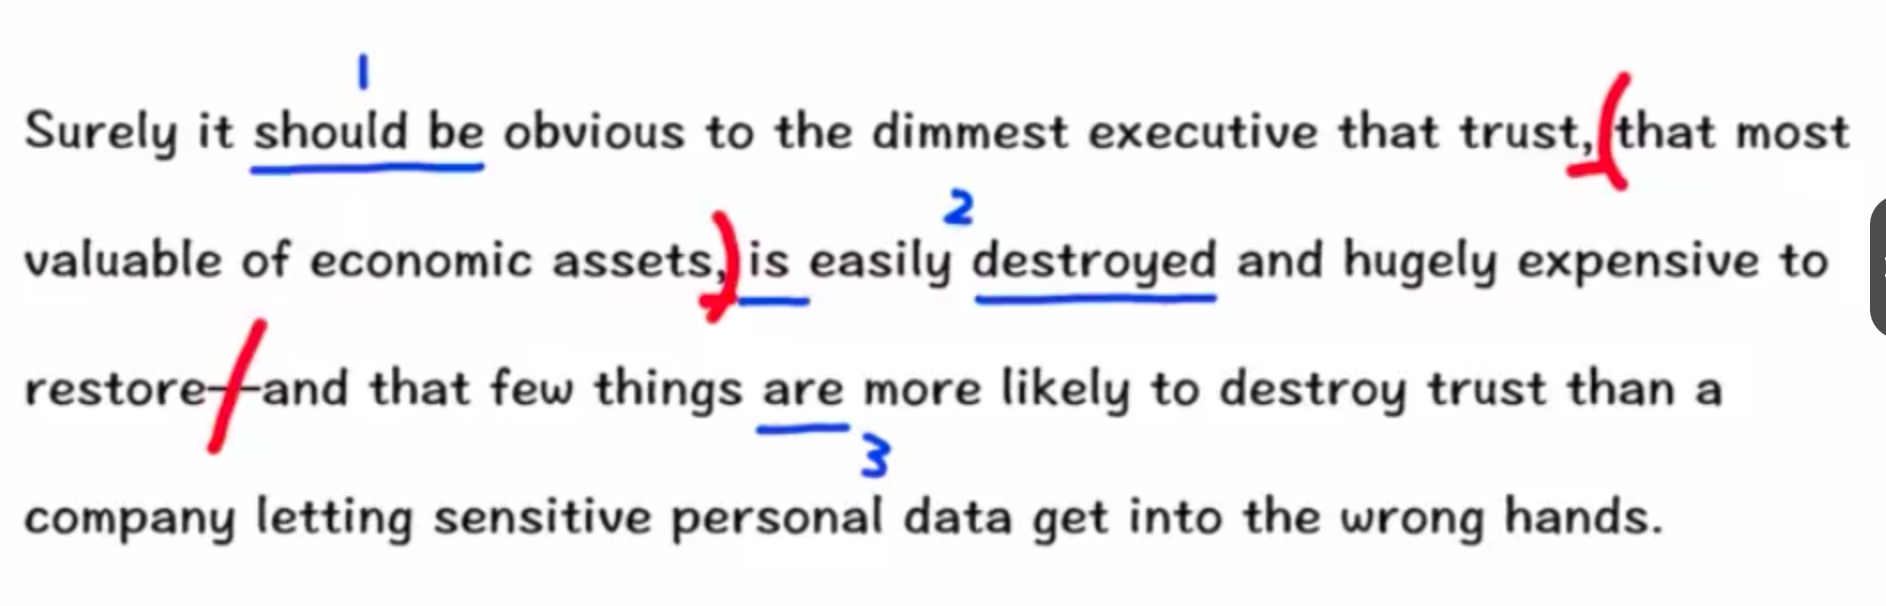 1
Surely it should be obvious to the dimmest executive that trust, (that most
2
valuable of economic assets,) is easily destroyed and hugely expensive to
restore—/and that few things are more likely to destroy trust than a
3
company letting sensitive personal data get into the wrong hands.